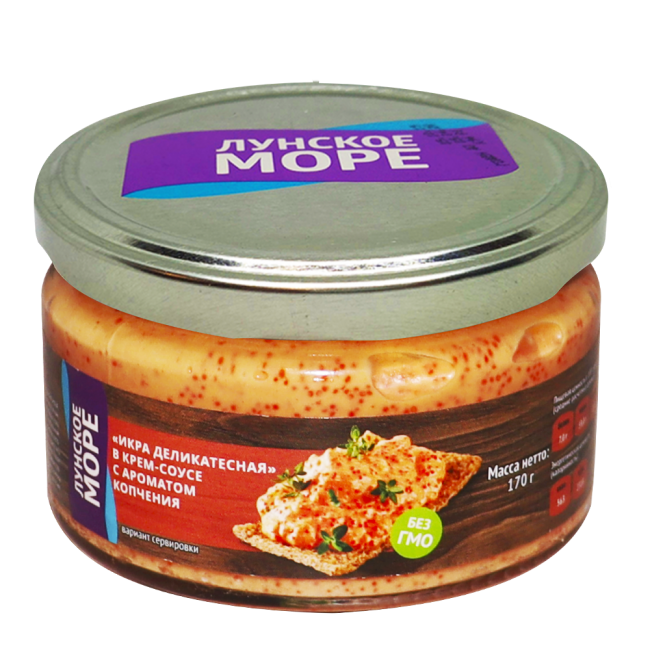 ЛУНСКОЕ
МОРЕ
ЛУНСКОЕ
МОРЕ
«ИКРА ДЕЛИКАТЕСНАЯ»
В КРЕМ-СОУСЕ
С АРОМАТОМ
КОПЧЕНИЯ
вариант сервировки
БЕЗ
ГМО
Масса нетто:
170 г